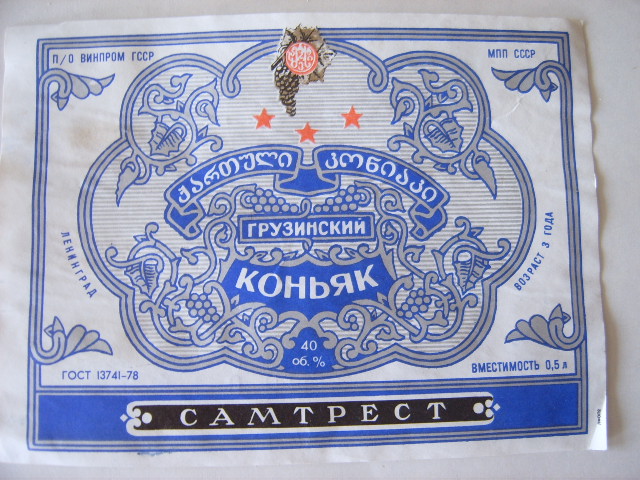 П/О ВИНПРОМ ГССР
МПП СССР
ქართული კონიაკი
ГРУЗИНСКИЙ
КОНЬЯК
ЛЕНИНГРАД
ВОЗРАСТ 3 ГОДА
40
об. %
ГОСТ 13741-78
ВМЕСТИМОСТЬ 0,5 л
САМТРЕСТ